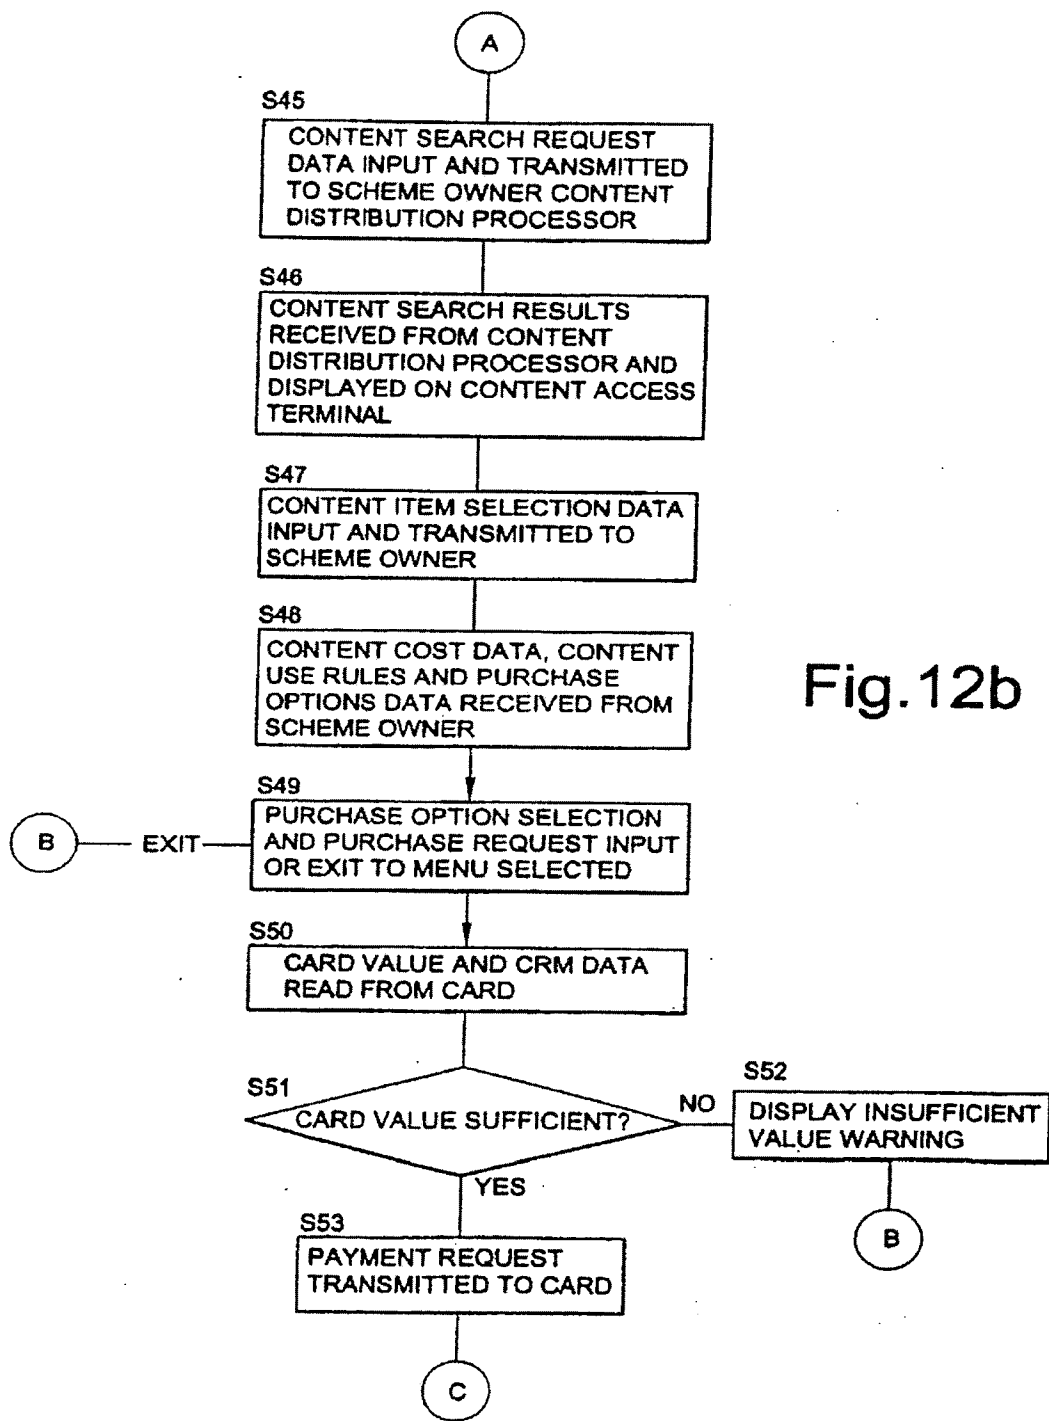 A
S45
CONTENT SEARCH REQUEST
DATA INPUT AND TRANSMITTED
TO SCHEME OWNER CONTENT
DISTRIBUTION PROCESSOR
S46
CONTENT SEARCH RESULTS
RECEIVED FROM CONTENT
DISTRIBUTION PROCESSOR AND
DISPLAYED ON CONTENT ACCESS
TERMINAL
S47
CONTENT ITEM SELECTION DATA
INPUT AND TRANSMITTED TO
SCHEME OWNER
S48
CONTENT COST DATA, CONTENT
USE RULES AND PURCHASE
OPTIONS DATA RECEIVED FROM
SCHEME OWNER
Fig.12b
S49
PURCHASE OPTION SELECTION
AND PURCHASE REQUEST INPUT
OR EXIT TO MENU SELECTED
EXIT
B
S50
CARD VALUE AND CRM DATA
READ FROM CARD
S51
CARD VALUE SUFFICIENT?
NO
S52
DISPLAY INSUFFICIENT
VALUE WARNING
B
YES
S53
PAYMENT REQUEST
TRANSMITTED TO CARD
C